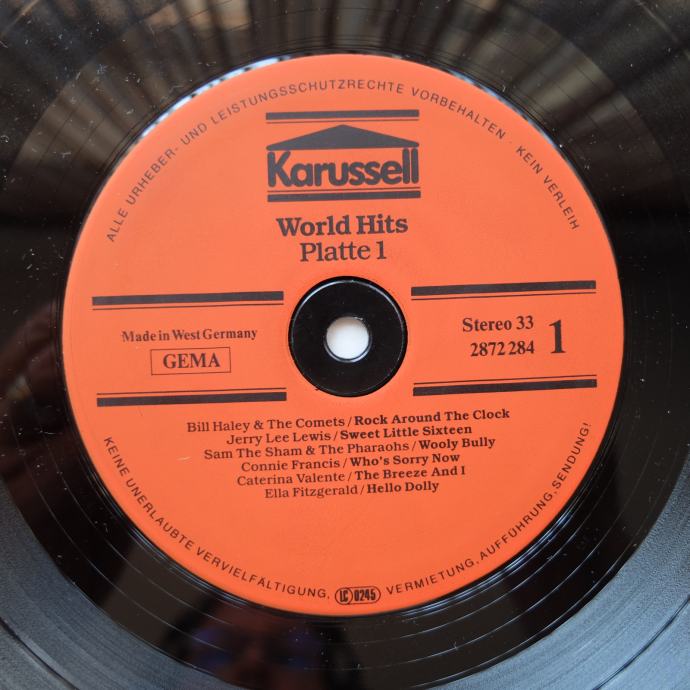 ALLE URHEBER- UND LEISTUNGSSCHUTZRECHTE VORBEHALTEN · KEIN VERLEIH
Karussell
World Hits
Platte 1
Made in West Germany
GEMA
Stereo 33
2872 284
1
Bill Haley & The Comets / Rock Around The Clock
Jerry Lee Lewis / Sweet Little Sixteen
Sam The Sham & The Pharaohs / Wooly Bully
Connie Francis / Who's Sorry Now
Caterina Valente / The Breeze And I
Ella Fitzgerald / Hello Dolly
KEINE UNERLAUBTE VERVIELFÄLTIGUNG, LC 0245 VERMIETUNG, AUFFÜHRUNG, SENDUNG!